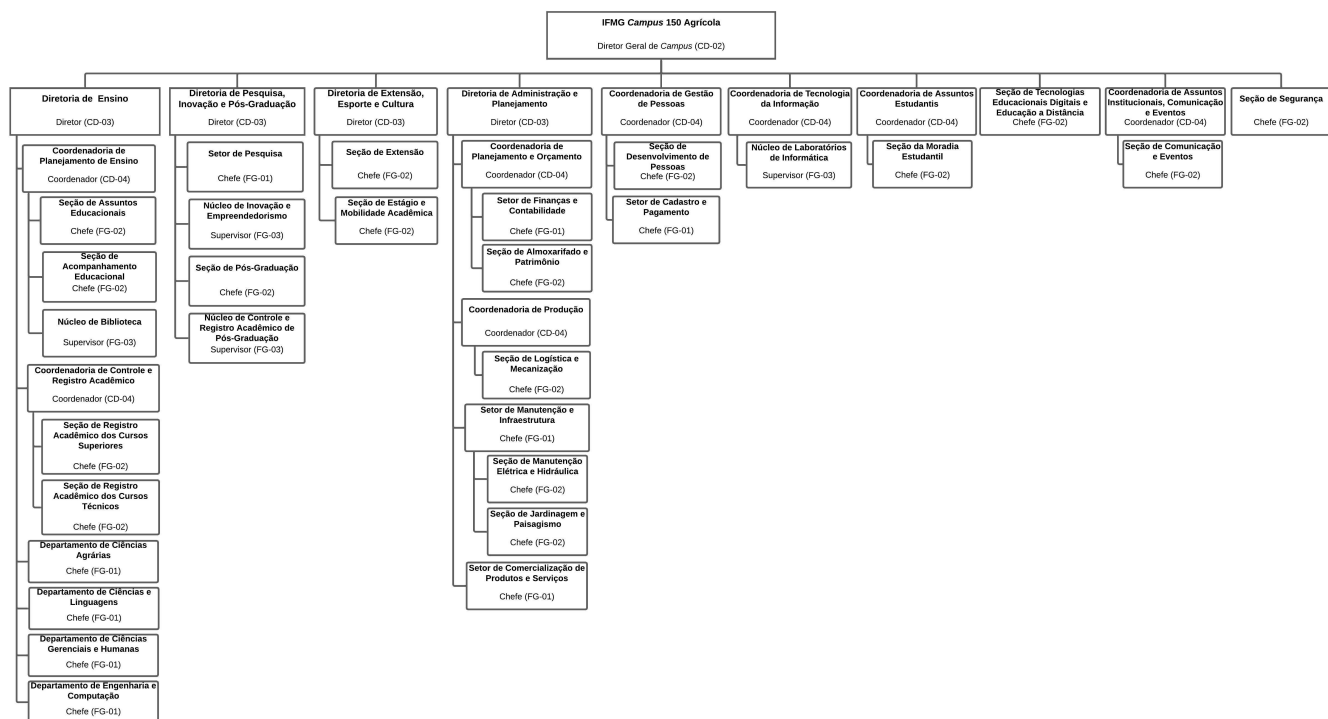 IFMG Campus 150 Agrícola
Diretor Geral de Campus (CD-02)
Diretoria de Ensino
Diretor (CD-03)
Coordenadoria de
Planejamento de Ensino
Coordenador (CD-04)
Seção de Assuntos
Educacionais
Chefe (FG-02)
Seção de
Acompanhamento
Educacional
Chefe (FG-02)
Núcleo de Biblioteca
Supervisor (FG-03)
Coordenadoria de Controle e
Registro Acadêmico
Coordenador (CD-04)
Seção de Registro
Acadêmico dos Cursos
Superiores
Chefe (FG-02)
Seção de Registro
Acadêmico dos Cursos
Técnicos
Chefe (FG-02)
Departamento de Ciências
Agrárias
Chefe (FG-01)
Departamento de Ciências e
Linguagens
Chefe (FG-01)
Departamento de Ciências
Gerenciais e Humanas
Chefe (FG-01)
Departamento de Engenharia e
Computação
Chefe (FG-01)
Diretoria de Pesquisa,
Inovação e Pós-Graduação
Diretor (CD-03)
Setor de Pesquisa
Chefe (FG-01)
Núcleo de Inovação e
Empreendedorismo
Supervisor (FG-03)
Seção de Pós-Graduação
Chefe (FG-02)
Núcleo de Controle e
Registro Acadêmico de
Pós-Graduação
Supervisor (FG-03)
Diretoria de Extensão,
Esporte e Cultura
Diretor (CD-03)
Seção de Extensão
Chefe (FG-02)
Seção de Estágio e
Mobilidade Acadêmica
Chefe (FG-02)
Diretoria de Administração e
Planejamento
Diretor (CD-03)
Coordenadoria de
Planejamento e Orçamento
Coordenador (CD-04)
Setor de Finanças e
Contabilidade
Chefe (FG-01)
Seção de Almoxarifado e
Patrimônio
Chefe (FG-02)
Coordenadoria de Produção
Coordenador (CD-04)
Seção de Logística e
Mecanização
Chefe (FG-02)
Setor de Manutenção e
Infraestrutura
Chefe (FG-01)
Seção de Manutenção
Elétrica e Hidráulica
Chefe (FG-02)
Seção de Jardinagem e
Paisagismo
Chefe (FG-02)
Setor de Comercialização de
Produtos e Serviços
Chefe (FG-01)
Coordenadoria de Gestão
de Pessoas
Coordenador (CD-04)
Seção de
Desenvolvimento de
Pessoas
Chefe (FG-02)
Setor de Cadastro e
Pagamento
Chefe (FG-01)
Coordenadoria de Tecnologia
da Informação
Coordenador (CD-04)
Núcleo de Laboratórios
de Informática
Supervisor (FG-03)
Coordenadoria de Assuntos
Estudantis
Coordenador (CD-04)
Seção da Moradia
Estudantil
Chefe (FG-02)
Seção de Tecnologias
Educacionais Digitais e
Educação a Distância
Chefe (FG-02)
Coordenadoria de Assuntos
Institucionais, Comunicação
e Eventos
Coordenador (CD-04)
Seção de Comunicação
e Eventos
Chefe (FG-02)
Seção de Segurança
Chefe (FG-02)